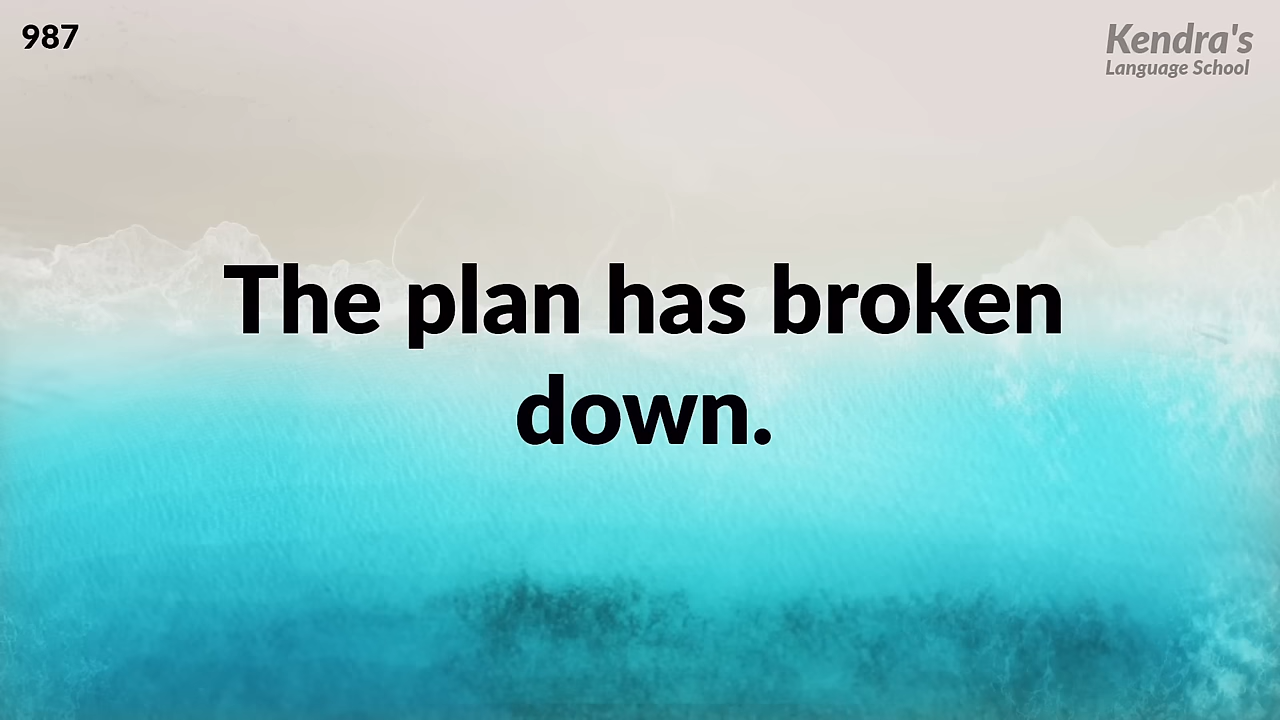 987
Kendra's
Language School
The plan has broken
down.